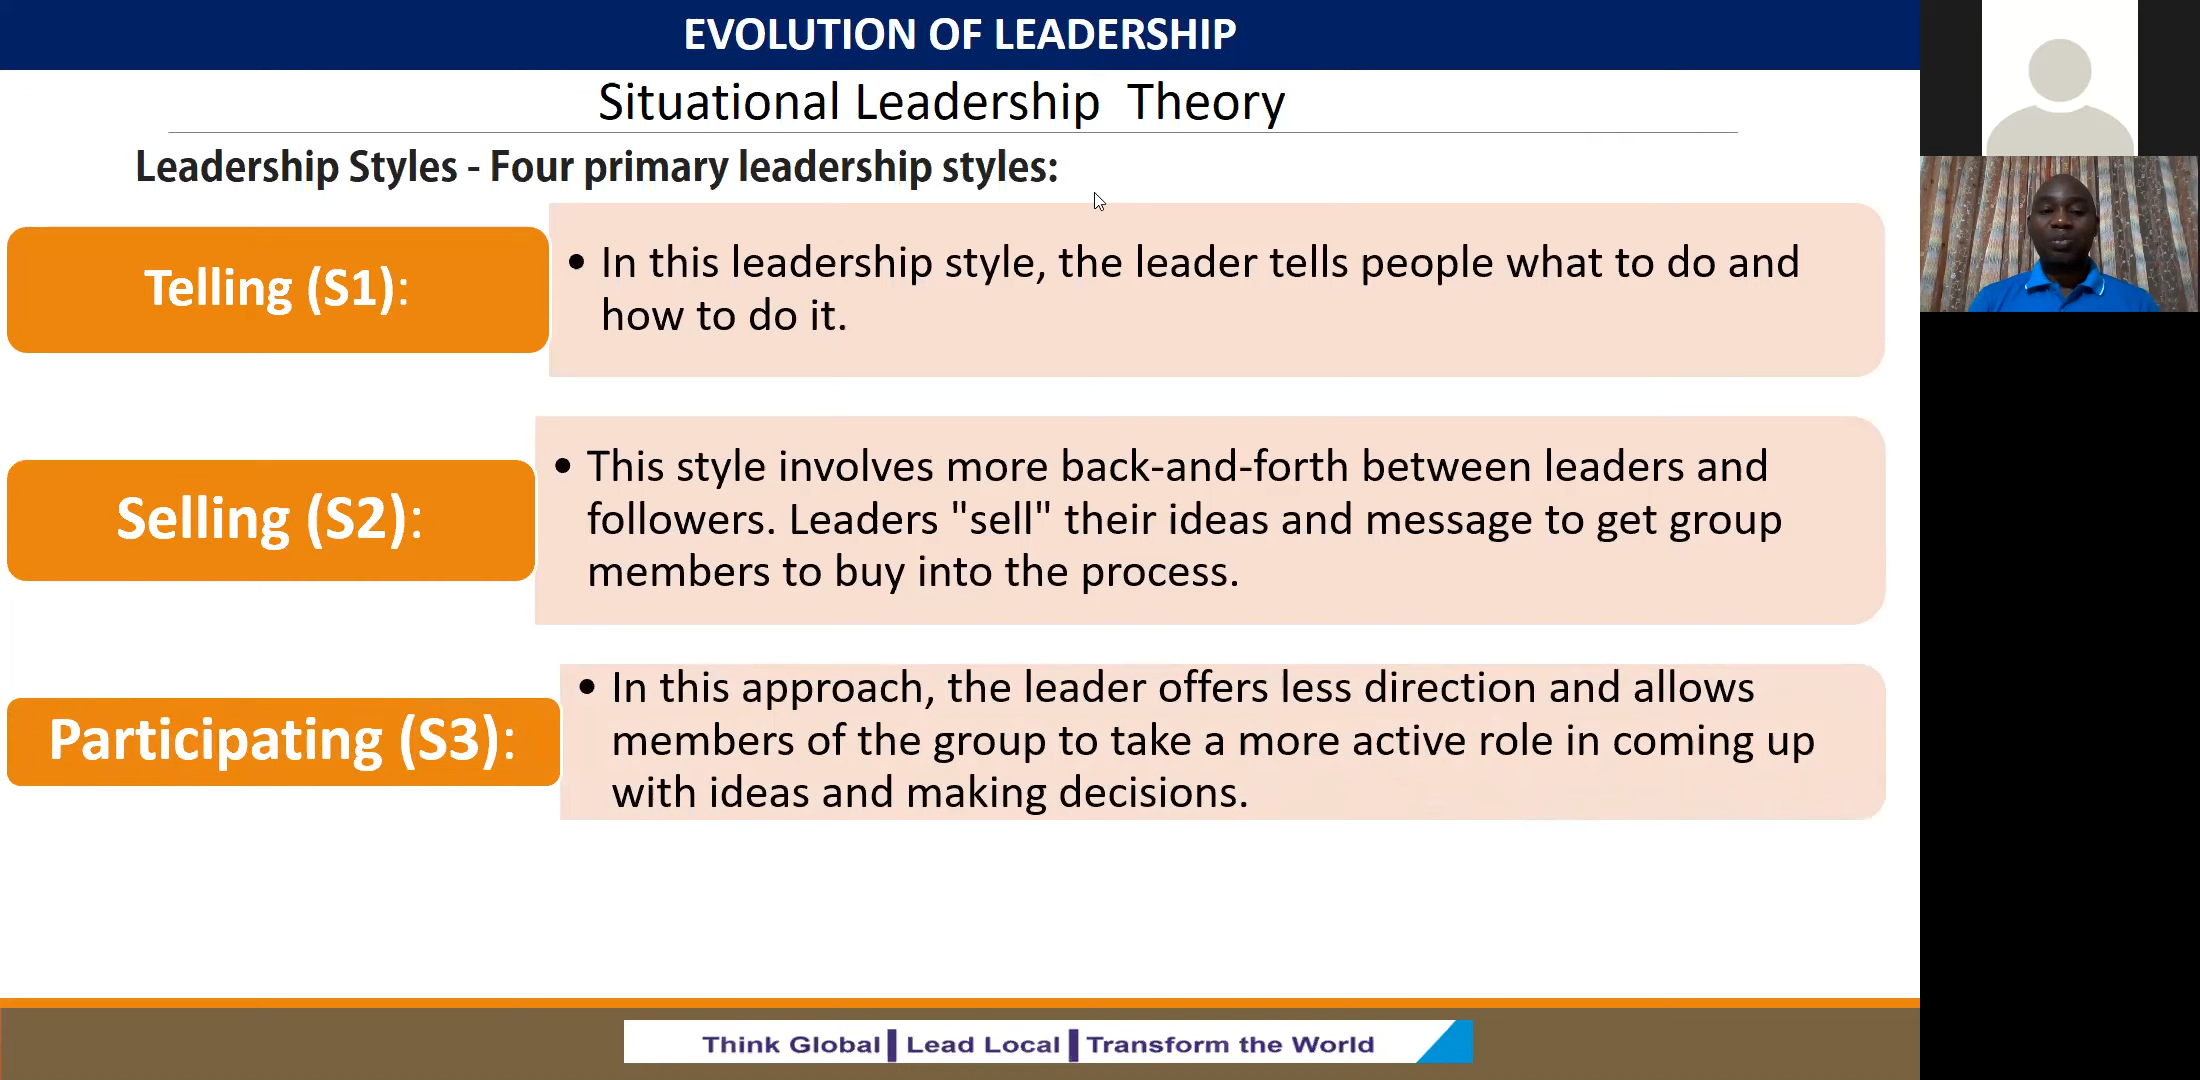 EVOLUTION OF LEADERSHIP
Situational Leadership Theory
Leadership Styles - Four primary leadership styles:
Telling (S1):
• In this leadership style, the leader tells people what to do and
how to do it.
Selling (S2):
• This style involves more back-and-forth between leaders and
followers. Leaders "sell" their ideas and message to get group
members to buy into the process.
Participating (S3):
• In this approach, the leader offers less direction and allows
members of the group to take a more active role in coming up
with ideas and making decisions.
Think Global | Lead Local | Transform the World